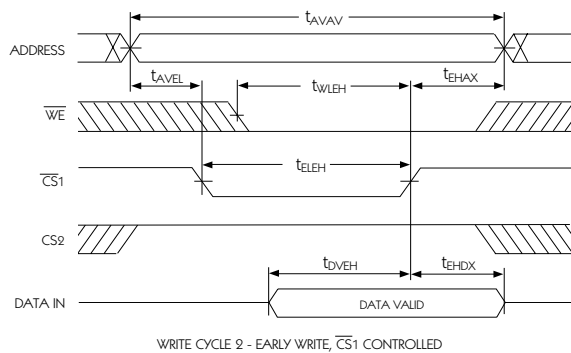 tAVAV
ADDRESS
tAVEL
tWLEH
tEHAX
WE
tELEH
CS1
CS2
tDVEH
tEHDX
DATA IN
DATA VALID
WRITE CYCLE 2 - EARLY WRITE, CS1 CONTROLLED